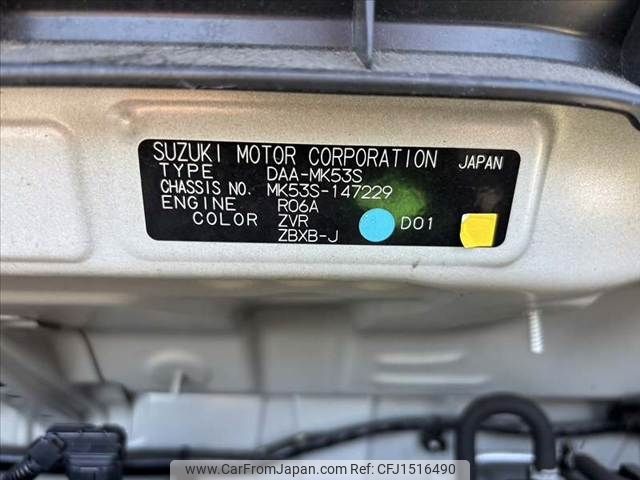 SUZUKI MOTOR CORPORATION JAPAN
TYPE DAA-MK53S
CHASSIS NO. MK53S-147229
ENGINE R06A
COLOR ZVR D01
ZBXB-J
www.CarFromJapan.com © CFJ1516490